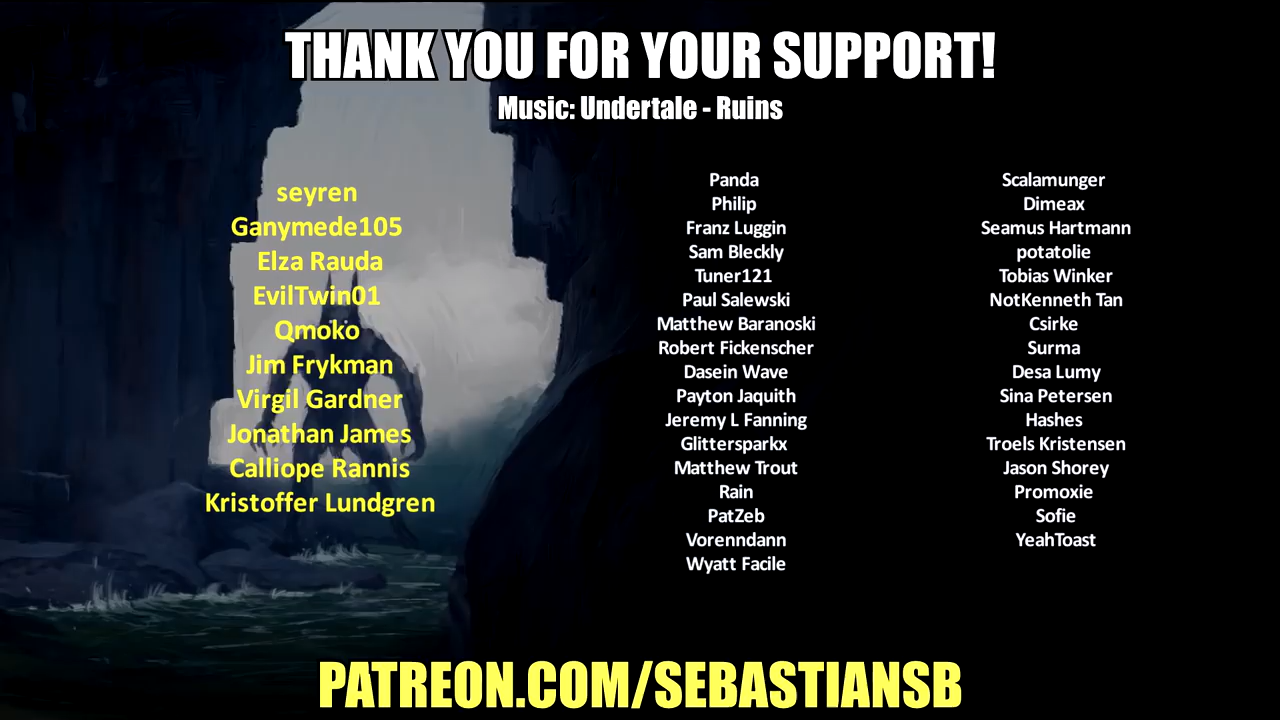 THANK YOU FOR YOUR SUPPORT!
Music: Undertale - Ruins
seyren
Ganymede105
Elza Rauda
EvilTwin01
Qmoko
Jim Frykman
Virgil Gardner
Jonathan James
Calliope Rannis
Kristoffer Lundgren
Panda
Philip
Franz Luggin
Sam Bleckly
Tuner121
Paul Salewski
Matthew Baranoski
Robert Fickenscher
Dasein Wave
Payton Jaquith
Jeremy L Fanning
Glittersparkx
Matthew Trout
Rain
PatZeb
Vorenndann
Wyatt Facile
Scalamunger
Dimeax
Seamus Hartmann
potatolie
Tobias Winker
NotKenneth Tan
Csirke
Surma
Desa Lumy
Sina Petersen
Hashes
Troels Kristensen
Jason Shorey
Promoxie
Sofie
YeahToast
PATREON.COM/SEBASTIANSB